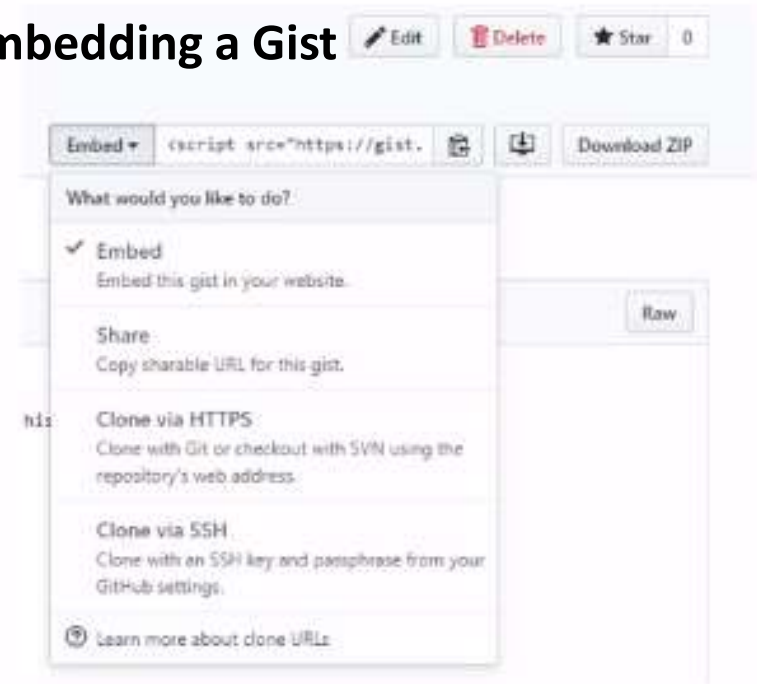 mbedding a Gist
Edit Delete Star 0
Embed <script src="https://gist. Download ZIP
What would you like to do?
Embed
Embed this gist in your website.
Raw
Share
Copy sharable URL for this gist.
his
Clone via HTTPS
Clone with Git or checkout with SVN using the
repository's web address.
Clone via SSH
Clone with an SSH key and passphrase from your
GitHub settings.
Learn more about clone URLs